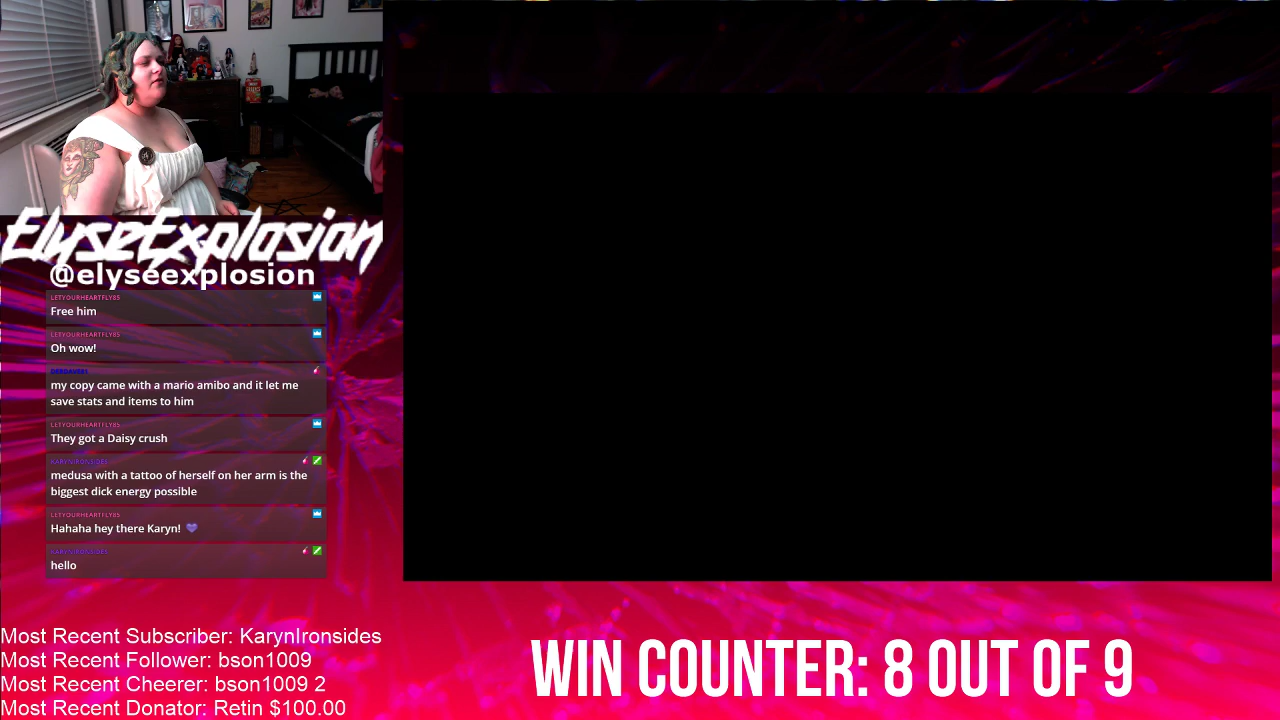 ElyseExplosion
@elyseexplosion
LETYOURHEARTFLY85
Free him
LETYOURHEARTFLY85
Oh wow!
my copy came with a mario amibo and it let me
save stats and items to him
LETYOURHEARTFLY85
They got a Daisy crush
KARYNIRONSIDES
medusa with a tattoo of herself on her arm is the
biggest dick energy possible
LETYOURHEARTFLY85
Hahaha hey there Karyn! 💜
KARYNIRONSIDES
hello
Most Recent Subscriber: KarynIronsides
Most Recent Follower: bson1009
Most Recent Cheerer: bson1009 2
Most Recent Donator: Retin $100.00
WIN COUNTER: 8 OUT OF 9